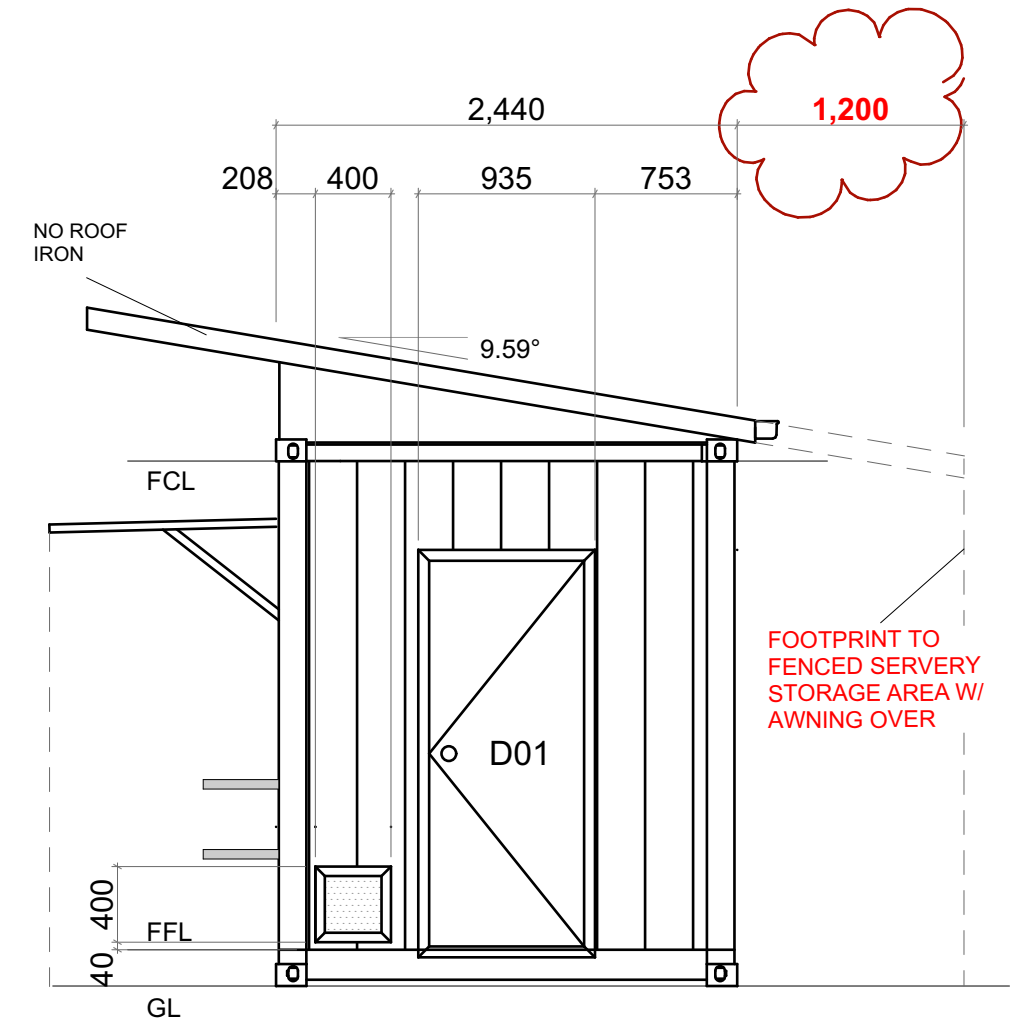 2,440
1,200
208
400
935
753
NO ROOF
IRON
9.59°
FCL
FOOTPRINT TO
FENCED SERVERY
STORAGE AREA W/
AWNING OVER
D01
400
FFL
40
GL